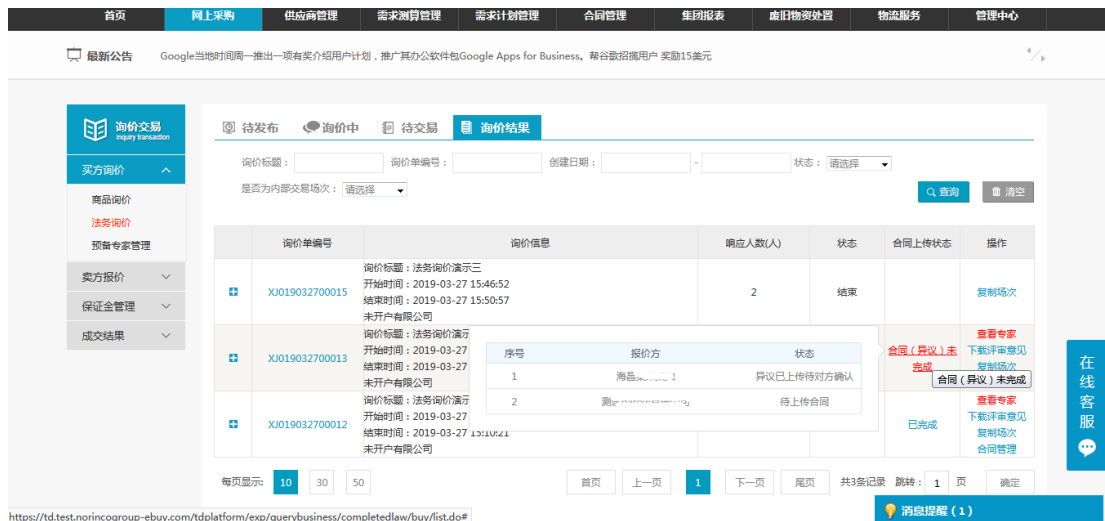 首页 网上采购 供应商管理 需求测算管理 需求计划管理 合同管理 集团报表 废旧物资处置 物流服务 管理中心
最新公告 Google当地时间周一推出一项有奖介绍用户计划，推广其办公软件包Google Apps for Business。帮谷歌招揽用户 奖励15美元
询价交易
Inquiry transaction
买方询价
商品询价
法务询价
预备专家管理
卖方报价
保证金管理
成交结果
待发布 询价中 待交易 询价结果
询价标题： 询价单编号： 创建日期： - 状态： 请选择
是否为内部交易场次： 请选择
查询 清空
询价单编号 询价信息 响应人数(人) 状态 合同上传状态 操作
XJ019032700015
询价标题：法务询价演示三
开始时间：2019-03-27 15:46:52
结束时间：2019-03-27 15:50:57
未开户有限公司
2 结束 复制场次
XJ019032700013
询价标题：法务询价演示
开始时间：2019-03-27
结束时间：2019-03-27
未开户有限公司
合同（异议）未
完成
查看专家
下载评审意见
复制场次
合同（异议）未完成
序号 报价方 状态
1 海晶 异议已上传待对方确认
2 测 待上传合同
XJ019032700012
询价标题：法务询价演示
开始时间：2019-03-27
结束时间：2019-03-27 15:10:21
未开户有限公司
已完成
查看专家
下载评审意见
复制场次
合同管理
每页显示: 10 30 50 首页 上一页 1 下一页 尾页 共3条记录 跳转： 1 页 确定
在线客服
消息提醒（1）
https://td.test.norincogroup-ebuy.com/tdplatform/exp/querybusiness/completedlaw/buy/list.do#